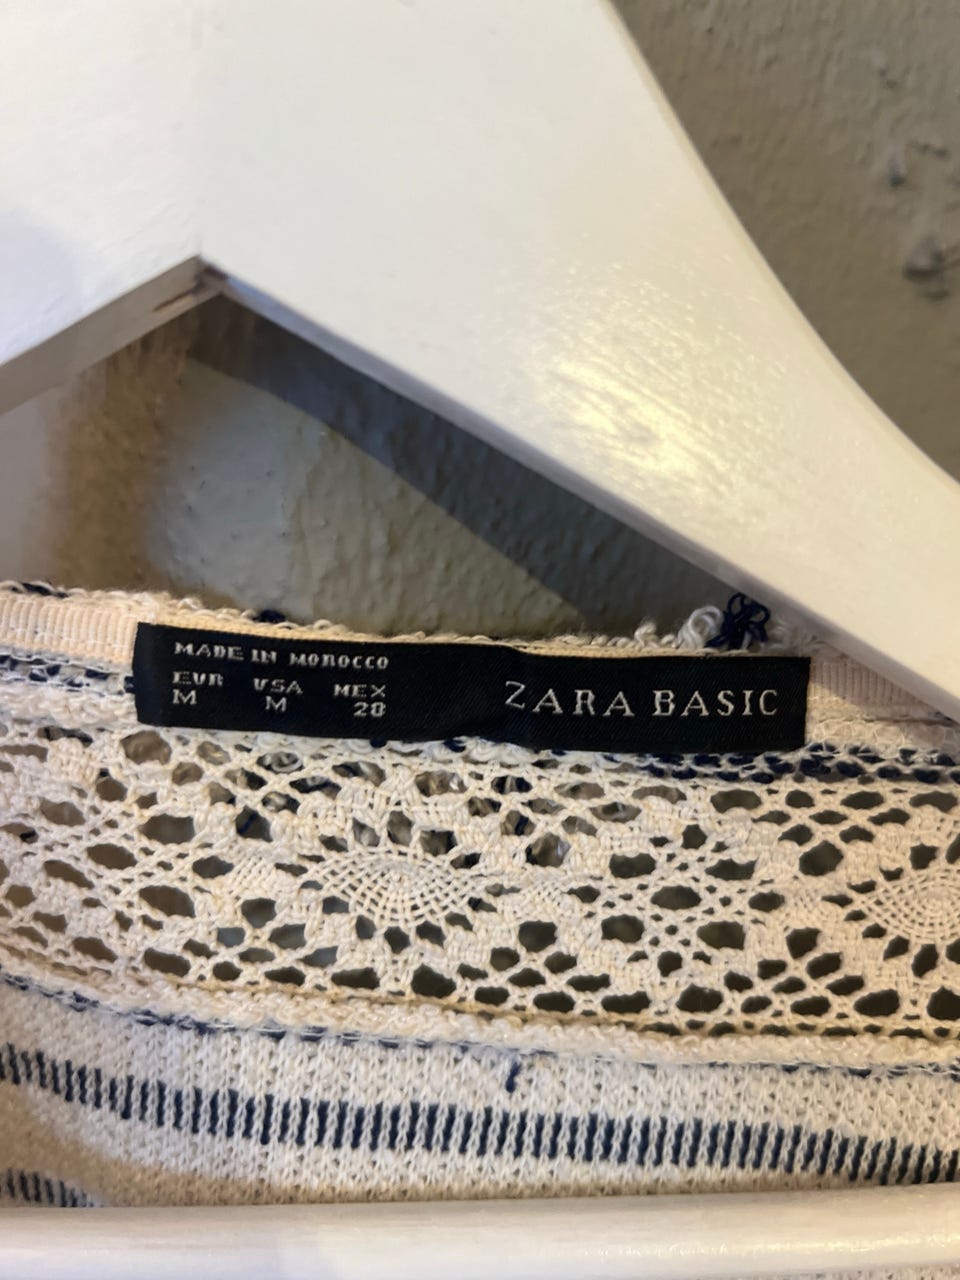 MADE IN MOROCCO
EUR USA MEX
M M 28
ZARA BASIC